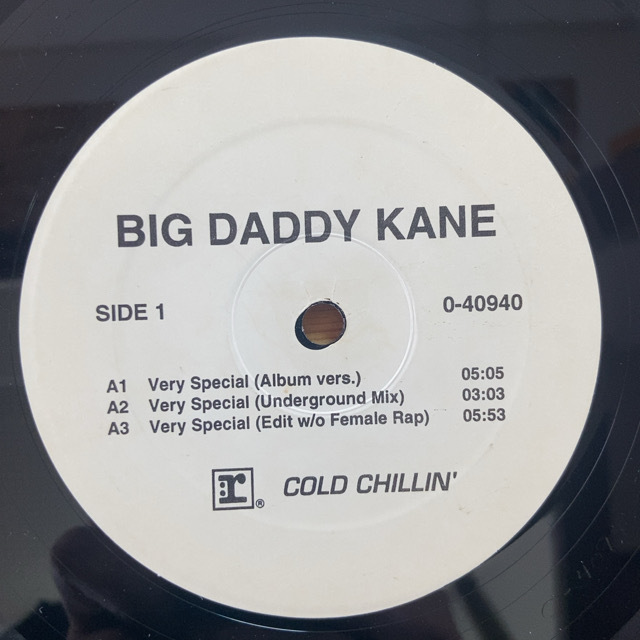 BIG DADDY KANE
SIDE 1 0-40940
A1 Very Special (Album vers.) 05:05
A2 Very Special (Underground Mix) 03:03
A3 Very Special (Edit w/o Female Rap) 05:53
r® COLD CHILLIN'